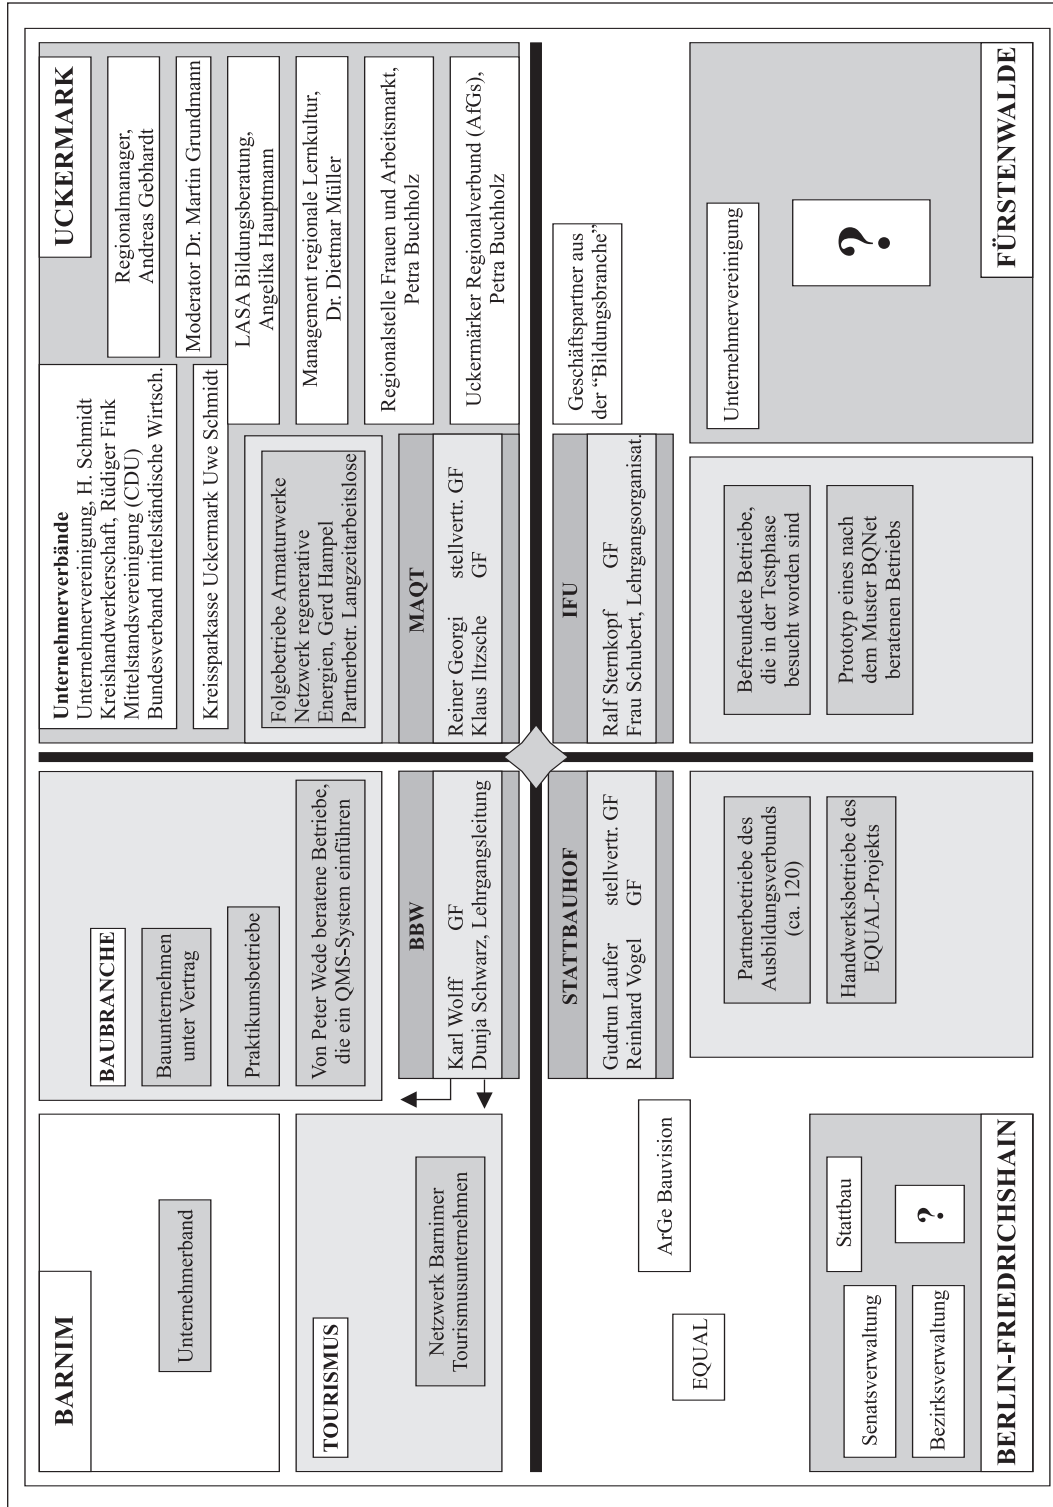 BARNIM
Unternehmerband
TOURISMUS
Netzwerk Barnimer
Tourismusunternehmen
BAUBRANCHE
Bauunternehmen
unter Vertrag
Praktikumsbetriebe
Von Peter Wede beratene Betriebe,
die ein QMS-System einführen
BBW
Karl Wolff GF
Dunja Schwarz, Lehrgangsleitung
UCKERMARK
Unternehmerverbände
Unternehmervereinigung, H. Schmidt
Kreishandwerkerschaft, Rüdiger Fink
Mittelstandsvereinigung (CDU)
Bundesverband mittelständische Wirtsch.
Kreissparkasse Uckermark Uwe Schmidt
Regionalmanager,
Andreas Gebhardt
Moderator Dr. Martin Grundmann
LASA Bildungsberatung,
Angelika Hauptmann
Management regionale Lernkultur,
Dr. Dietmar Müller
Regionalstelle Frauen und Arbeitsmarkt,
Petra Buchholz
Uckermärker Regionalverbund (AfGs),
Petra Buchholz
Folgebetriebe Armaturwerke
Netzwerk regenerative
Energien, Gerd Hampel
Partnerbetr. Langzeitarbeitslose
MAQT
Reiner Georgi stellvertr. GF
Klaus Iltzsche GF
STATTBAUHOF
Gudrun Laufer stellvertr. GF
Reinhard Vogel GF
ArGe Bauvision
EQUAL
Partnerbetriebe des
Ausbildungsverbunds
(ca. 120)
Handwerksbetriebe des
EQUAL-Projekts
Stattbau
?
Senatsverwaltung
Bezirksverwaltung
BERLIN-FRIEDRICHSHAIN
IFU
Ralf Sternkopf GF
Frau Schubert, Lehrgangsorganisat.
Geschäftspartner aus
der “Bildungsbranche”
Befreundete Betriebe,
die in der Testphase
besucht worden sind
Prototyp eines nach
dem Muster BQNet
beratenen Betriebs
Unternehmervereinigung
?
FÜRSTENWALDE